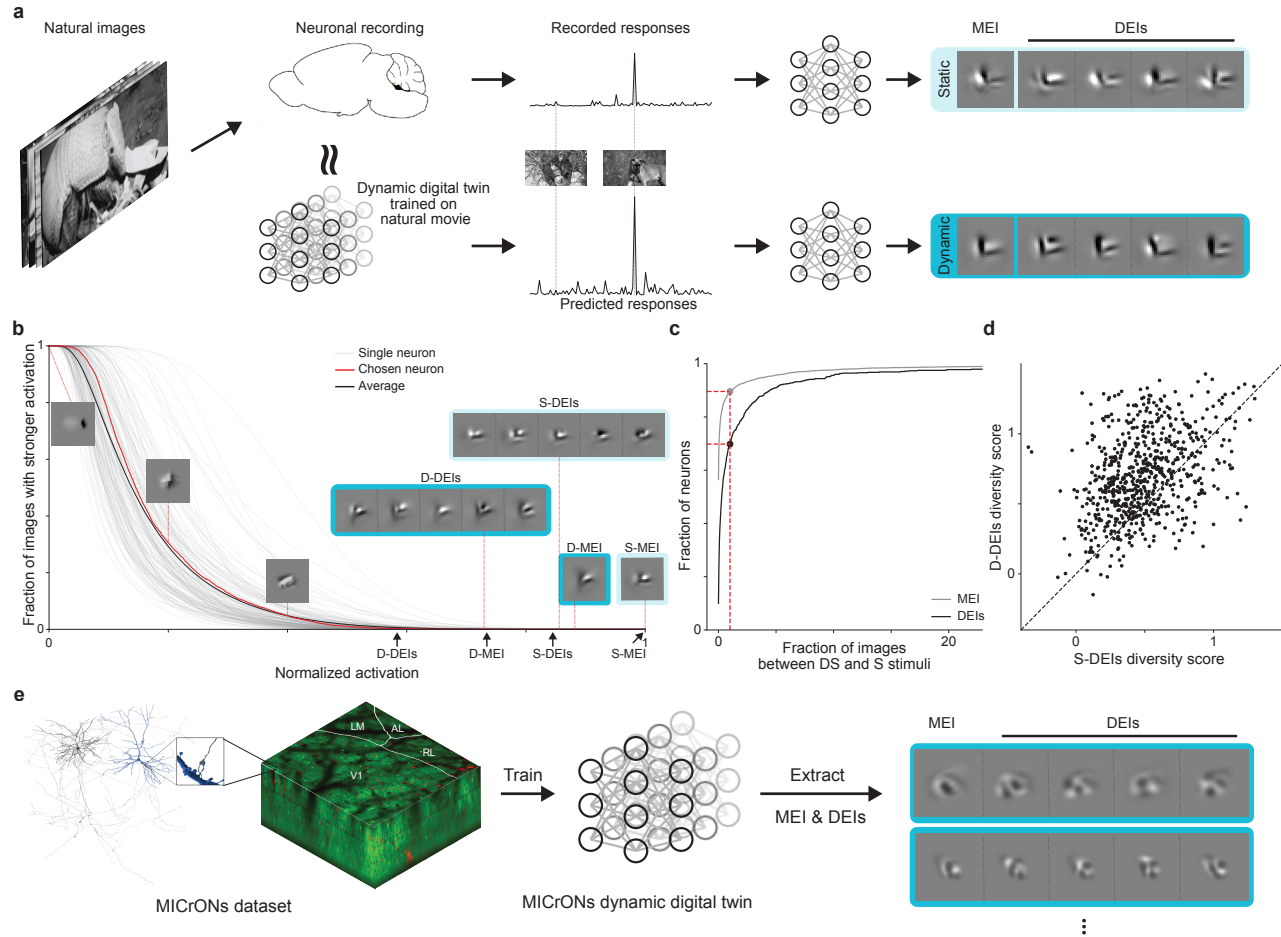 a
Natural images
Neuronal recording
Recorded responses
MEI
DEIs
Static
Dynamic digital twin
trained on
natural movie
Dynamic
Predicted responses
b
1
Fraction of images with stronger activation
Single neuron
Chosen neuron
Average
S-DEIs
D-DEIs
D-MEI
S-MEI
0
0
1
D-DEIs
D-MEI
S-DEIs
S-MEI
Normalized activation
c
1
Fraction of neurons
MEI
DEIs
0
0
10
20
Fraction of images
between DS and S stimuli
d
D-DEIs diversity score
1
0
0
1
S-DEIs diversity score
e
LM
AL
RL
V1
Train
Extract
MEI & DEIs
MEI
DEIs
MICrONs dataset
MICrONs dynamic digital twin